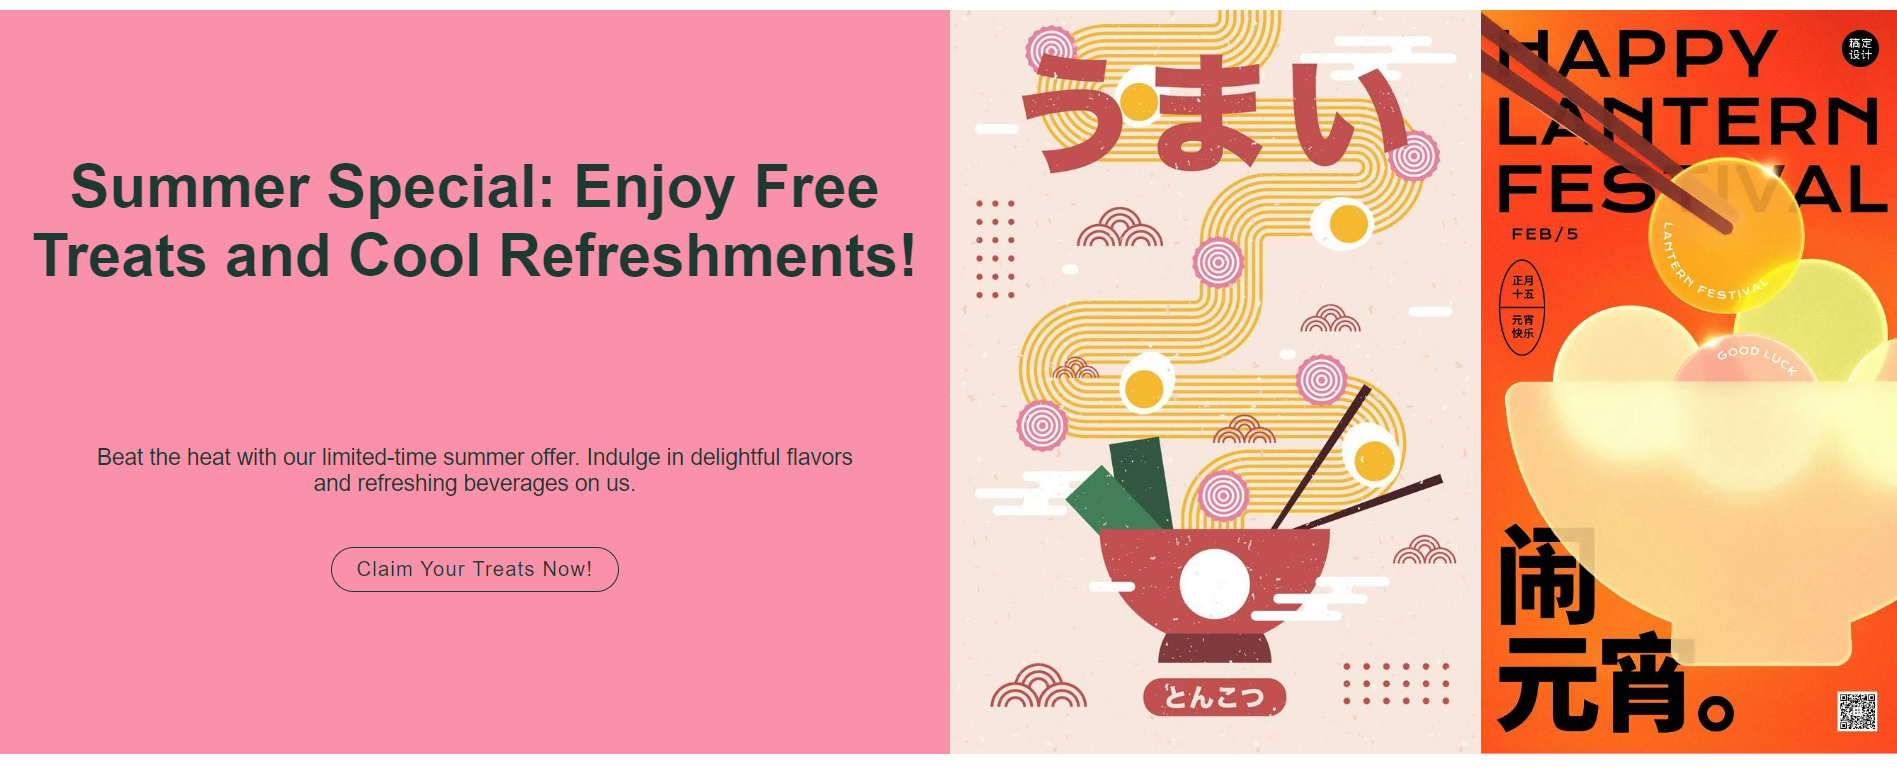 Summer Special: Enjoy Free
Treats and Cool Refreshments!
Beat the heat with our limited-time summer offer. Indulge in delightful flavors
and refreshing beverages on us.
Claim Your Treats Now!
うまい
とんこつ
HAPPY
LANTERN
FESTIVAL
稿定
设计
FEB/5
正月
十五
元宵
快乐
LANTERN FESTIVAL
GOOD LUCK
闹
元宵。